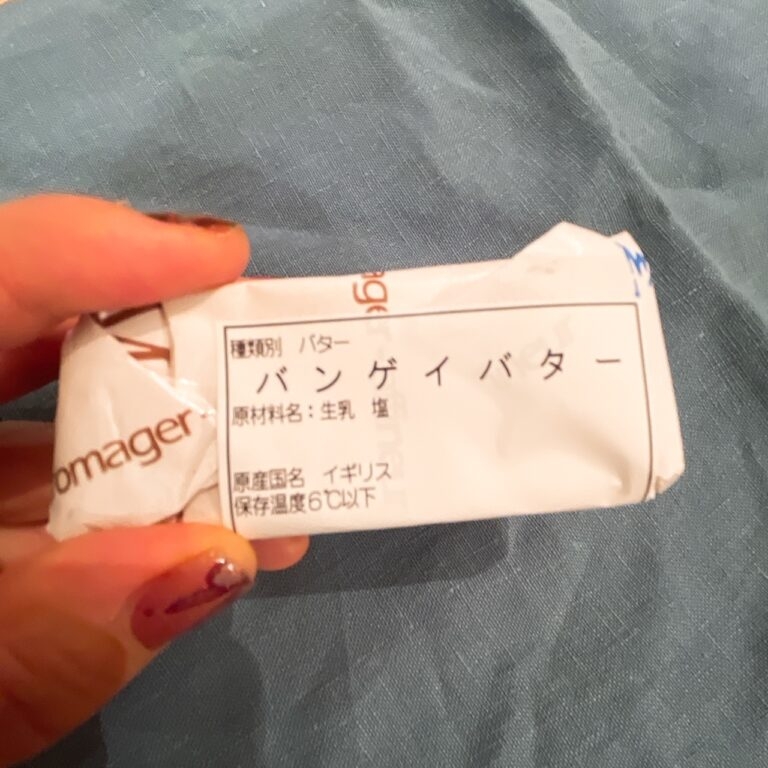 種類別 バター
バンゲイバター
原材料名：生乳 塩
原産国名 イギリス
保存温度6℃以下
omager
ager